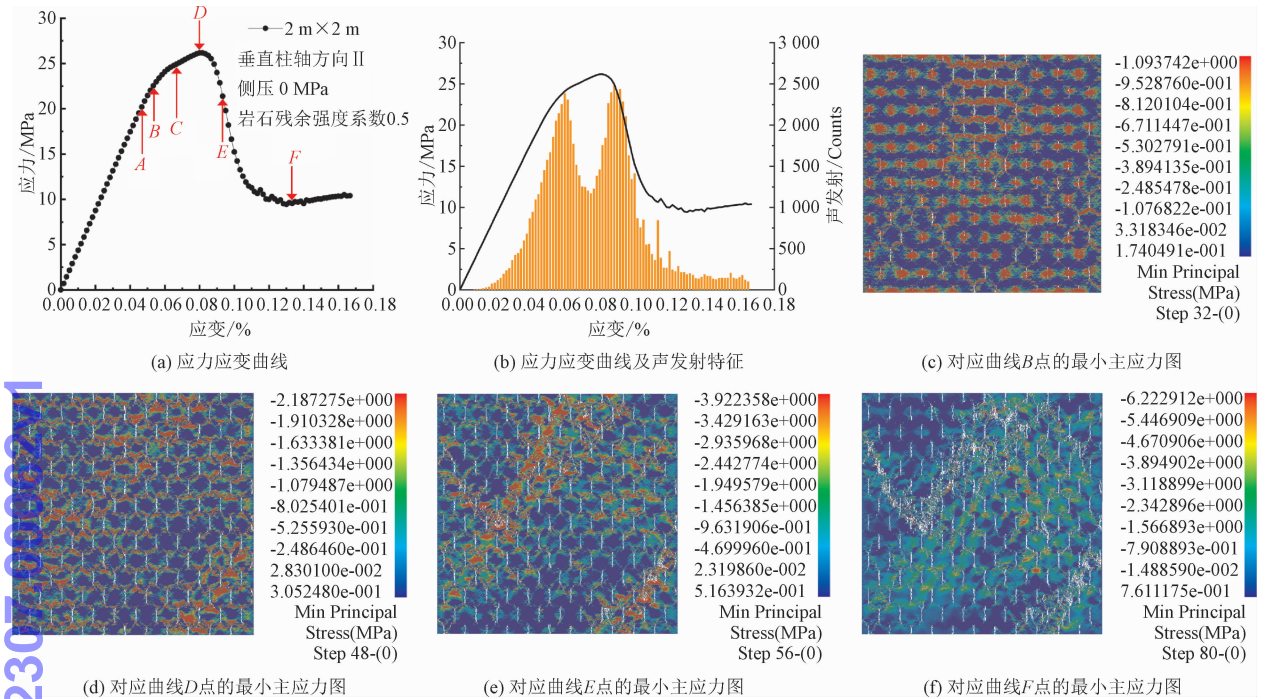 30
25
20
15
10
5
0
应力/MPa
0.00 0.02 0.04 0.06 0.08 0.10 0.12 0.14 0.16 0.18
应变/%
A
B
C
D
E
F
2 m×2 m
垂直柱轴方向Ⅱ
侧压 0 MPa
岩石残余强度系数0.5
(a) 应力应变曲线
30
25
20
15
10
5
0
应力/MPa
3 000
2 500
2 000
1 500
1 000
500
0
声发射/Counts
0.00 0.02 0.04 0.06 0.08 0.10 0.12 0.14 0.16 0.18
应变/%
(b) 应力应变曲线及声发射特征
-1.093742e+000
-9.528760e-001
-8.120104e-001
-6.711447e-001
-5.302791e-001
-3.894135e-001
-2.485478e-001
-1.076822e-001
3.318346e-002
1.740491e-001
Min Principal
Stress(MPa)
Step 32-(0)
(c) 对应曲线B点的最小主应力图
-2.187275e+000
-1.910328e+000
-1.633381e+000
-1.356434e+000
-1.079487e+000
-8.025401e-001
-5.255930e-001
-2.486460e-001
2.830100e-002
3.052480e-001
Min Principal
Stress(MPa)
Step 48-(0)
(d) 对应曲线D点的最小主应力图
-3.922358e+000
-3.429163e+000
-2.935968e+000
-2.442774e+000
-1.949579e+000
-1.456385e+000
-9.631906e-001
-4.699960e-001
2.319860e-002
5.163932e-001
Min Principal
Stress(MPa)
Step 56-(0)
(e) 对应曲线E点的最小主应力图
-6.222912e+000
-5.446909e+000
-4.670906e+000
-3.894902e+000
-3.118899e+000
-2.342896e+000
-1.566893e+000
-7.908893e-001
-1.488590e-002
7.611175e-001
Min Principal
Stress(MPa)
Step 80-(0)
(f) 对应曲线F点的最小主应力图